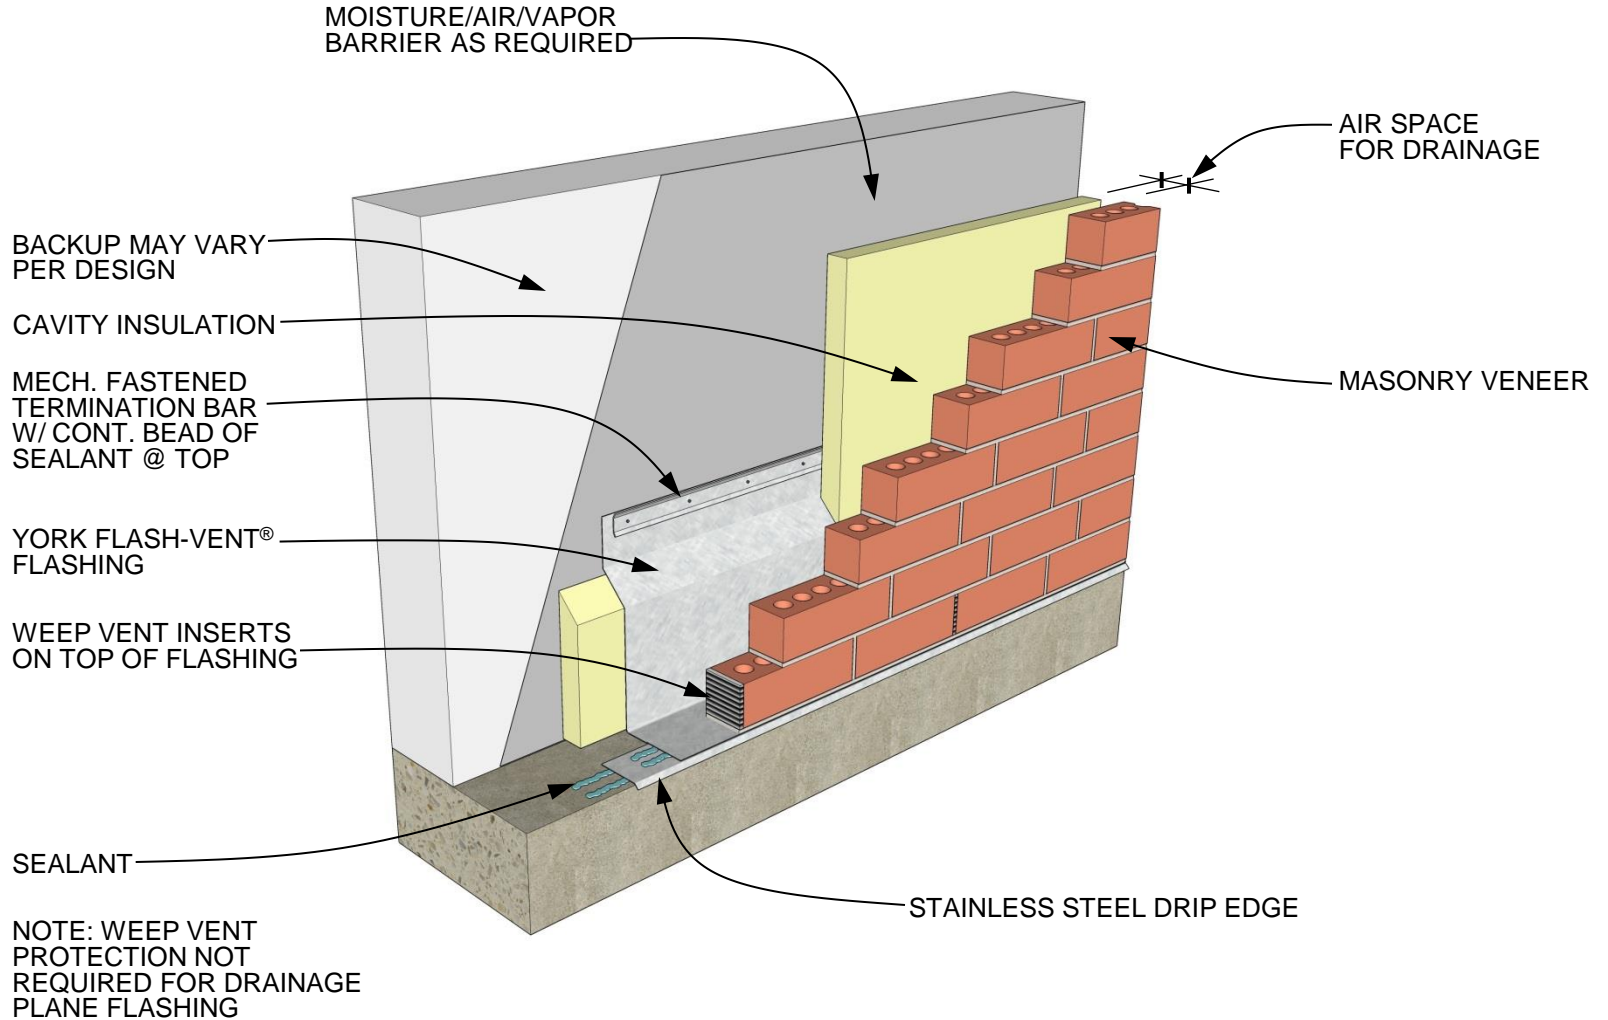 MOISTURE/AIR/VAPOR
BARRIER AS REQUIRED
AIR SPACE
FOR DRAINAGE
BACKUP MAY VARY
PER DESIGN
CAVITY INSULATION
MECH. FASTENED
TERMINATION BAR
W/ CONT. BEAD OF
SEALANT @ TOP
MASONRY VENEER
YORK FLASH-VENT®
FLASHING
WEEP VENT INSERTS
ON TOP OF FLASHING
SEALANT
STAINLESS STEEL DRIP EDGE
NOTE: WEEP VENT
PROTECTION NOT
REQUIRED FOR DRAINAGE
PLANE FLASHING